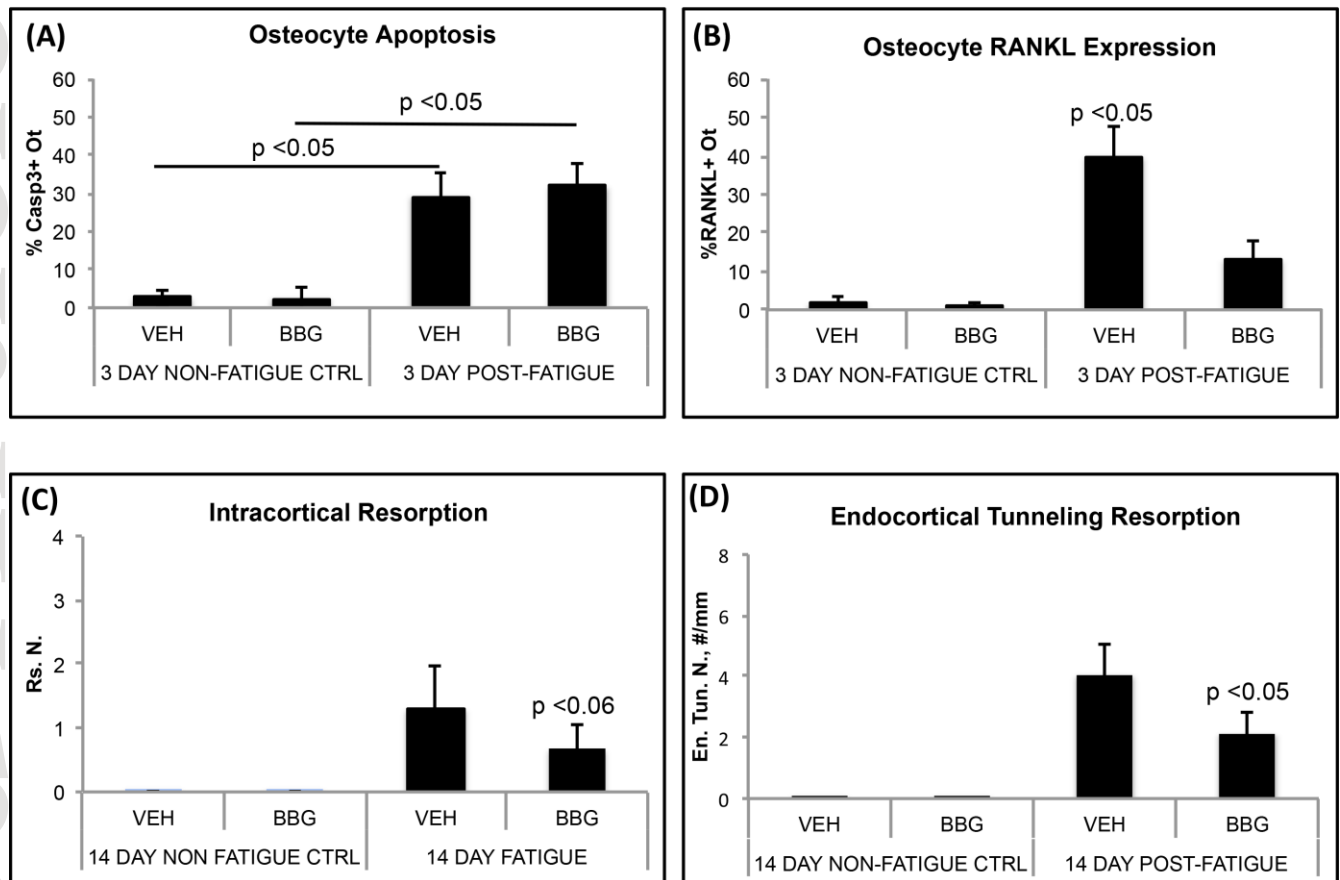 (A)
Osteocyte Apoptosis
% Casp3+ Ot
60
50
40
30
20
10
0
p <0.05
p <0.05
VEH BBG VEH BBG
3 DAY NON-FATIGUE CTRL 3 DAY POST-FATIGUE
(B)
Osteocyte RANKL Expression
%RANKL+ Ot
60
50
40
30
20
10
0
p <0.05
VEH BBG VEH BBG
3 DAY NON-FATIGUE CTRL 3 DAY POST-FATIGUE
(C)
Intracortical Resorption
Rs. N.
4
3
2
1
0
p <0.06
VEH BBG VEH BBG
14 DAY NON FATIGUE CTRL 14 DAY FATIGUE
(D)
Endocortical Tunneling Resorption
En. Tun. N., #/mm
8
6
4
2
0
p <0.05
VEH BBG VEH BBG
14 DAY NON-FATIGUE CTRL 14 DAY POST-FATIGUE